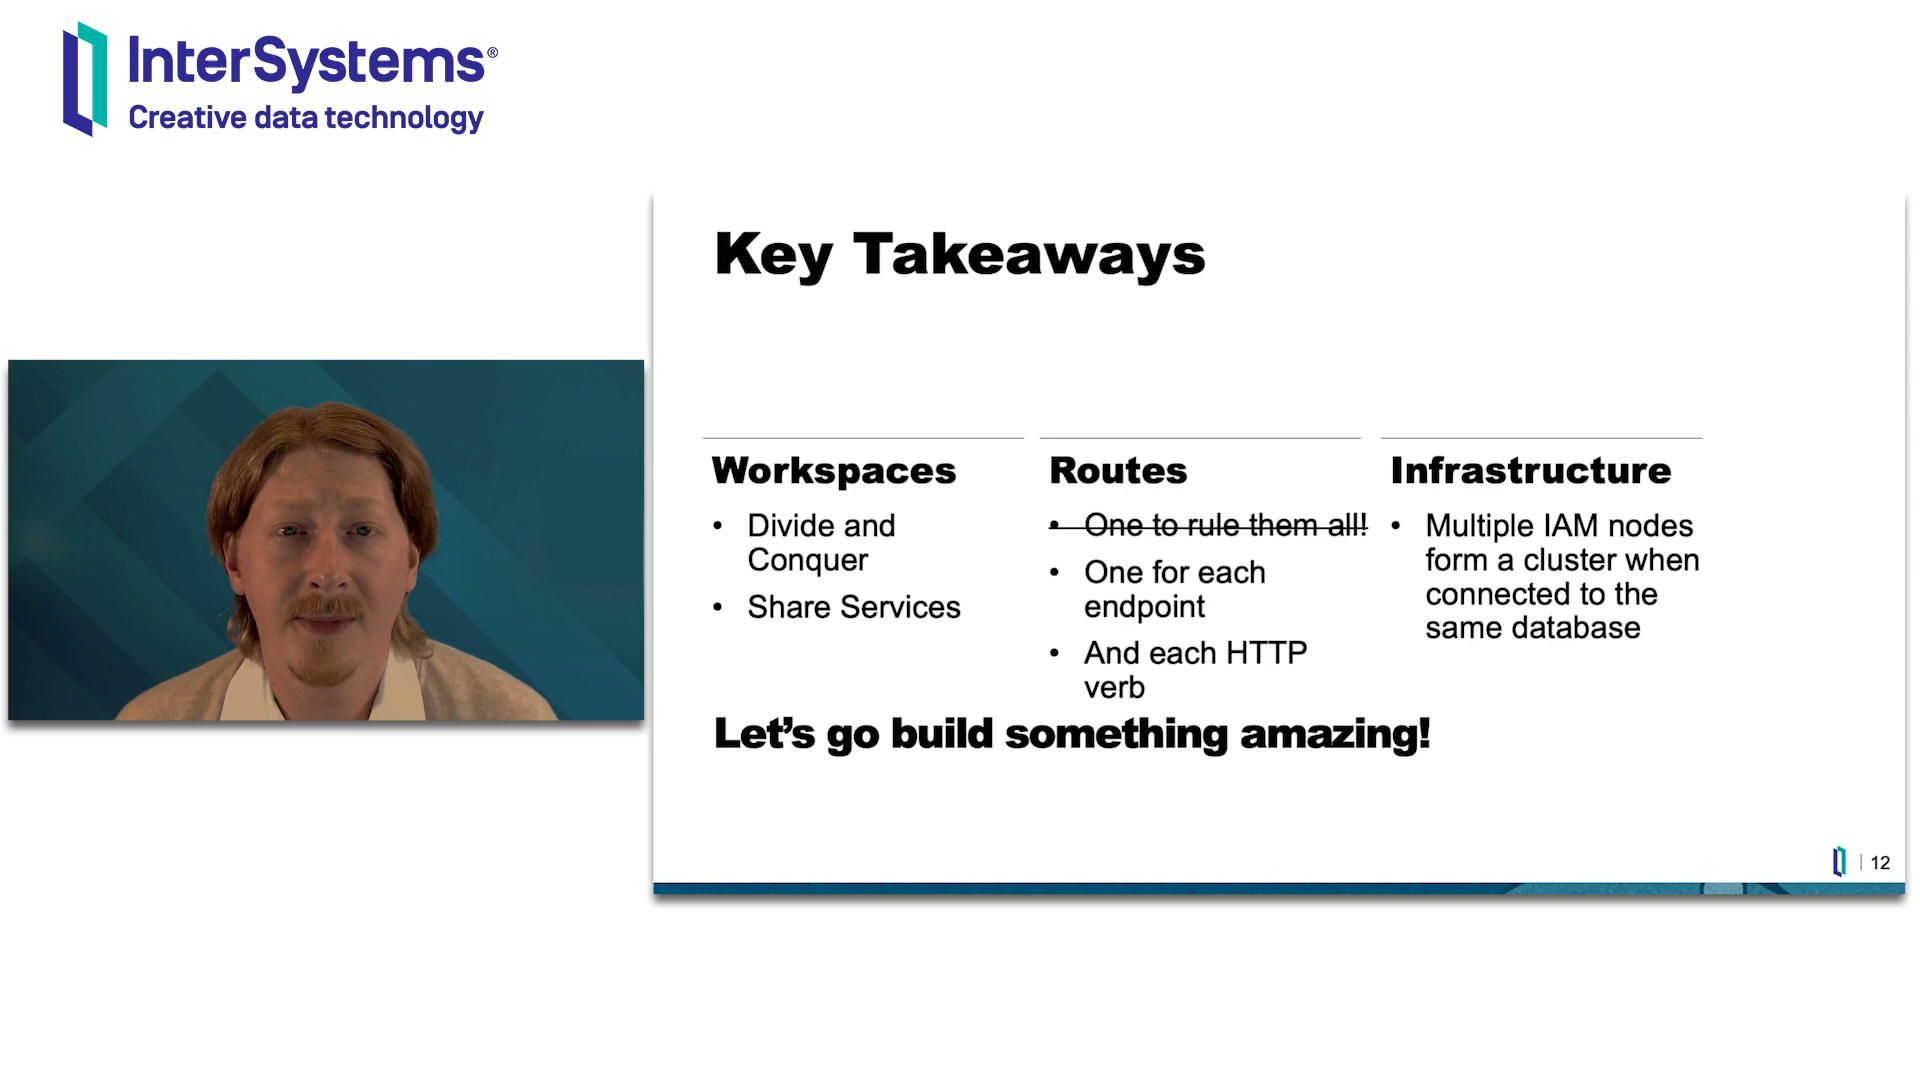 InterSystems®
Creative data technology
Key Takeaways
Workspaces
• Divide and
Conquer
• Share Services
Routes
• One to rule them all!
• One for each
endpoint
• And each HTTP
verb
Infrastructure
• Multiple IAM nodes
form a cluster when
connected to the
same database
Let's go build something amazing!
12